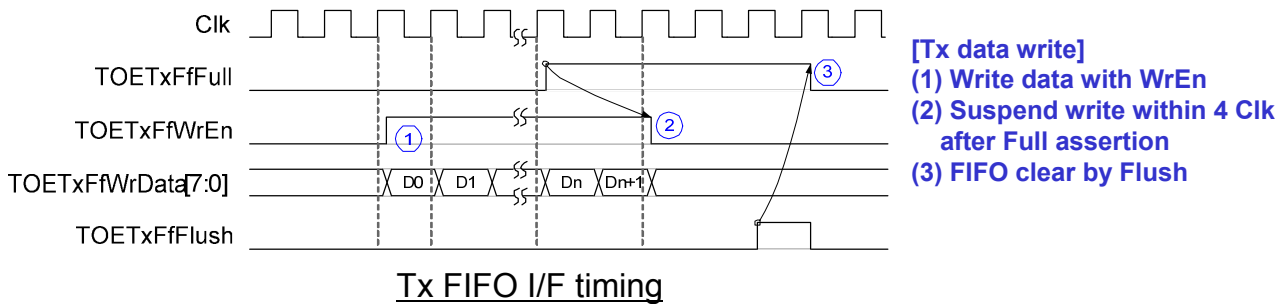 Clk
TOETxFfFull
TOETxFfWrEn
TOETxFfWrData[7:0]
TOETxFfFlush
1
2
3
D0
D1
Dn
Dn+1
[Tx data write]
(1) Write data with WrEn
(2) Suspend write within 4 Clk
after Full assertion
(3) FIFO clear by Flush
Tx FIFO I/F timing